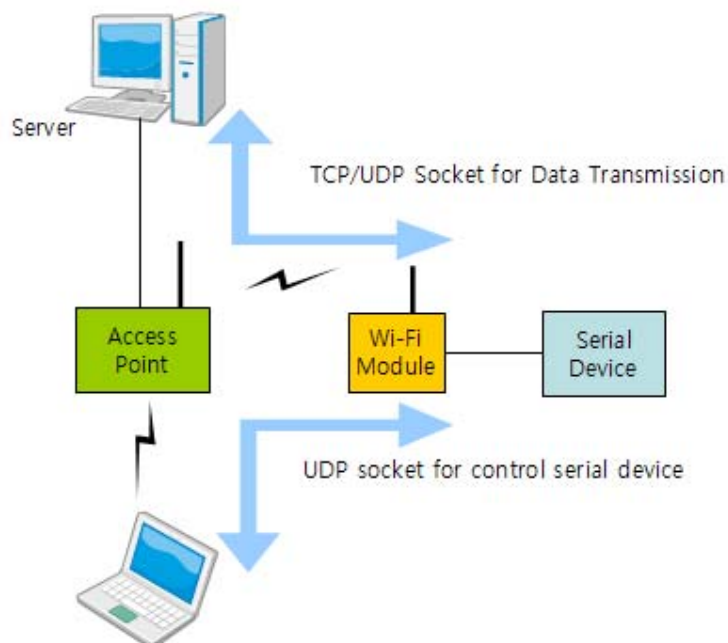 Server
TCP/UDP Socket for Data Transmission
Access
Point
Wi-Fi
Module
Serial
Device
UDP socket for control serial device